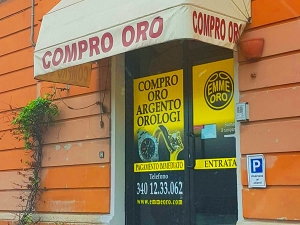 COMPRO ORO
COMPRO ORO
COMPRO
ORO
ARGENTO
OROLOGI
EMME
ORO
PAGAMENTO IMMEDIATO
ENTRATA
Telefono
340 12.33.062
www.emmeoro.com
P